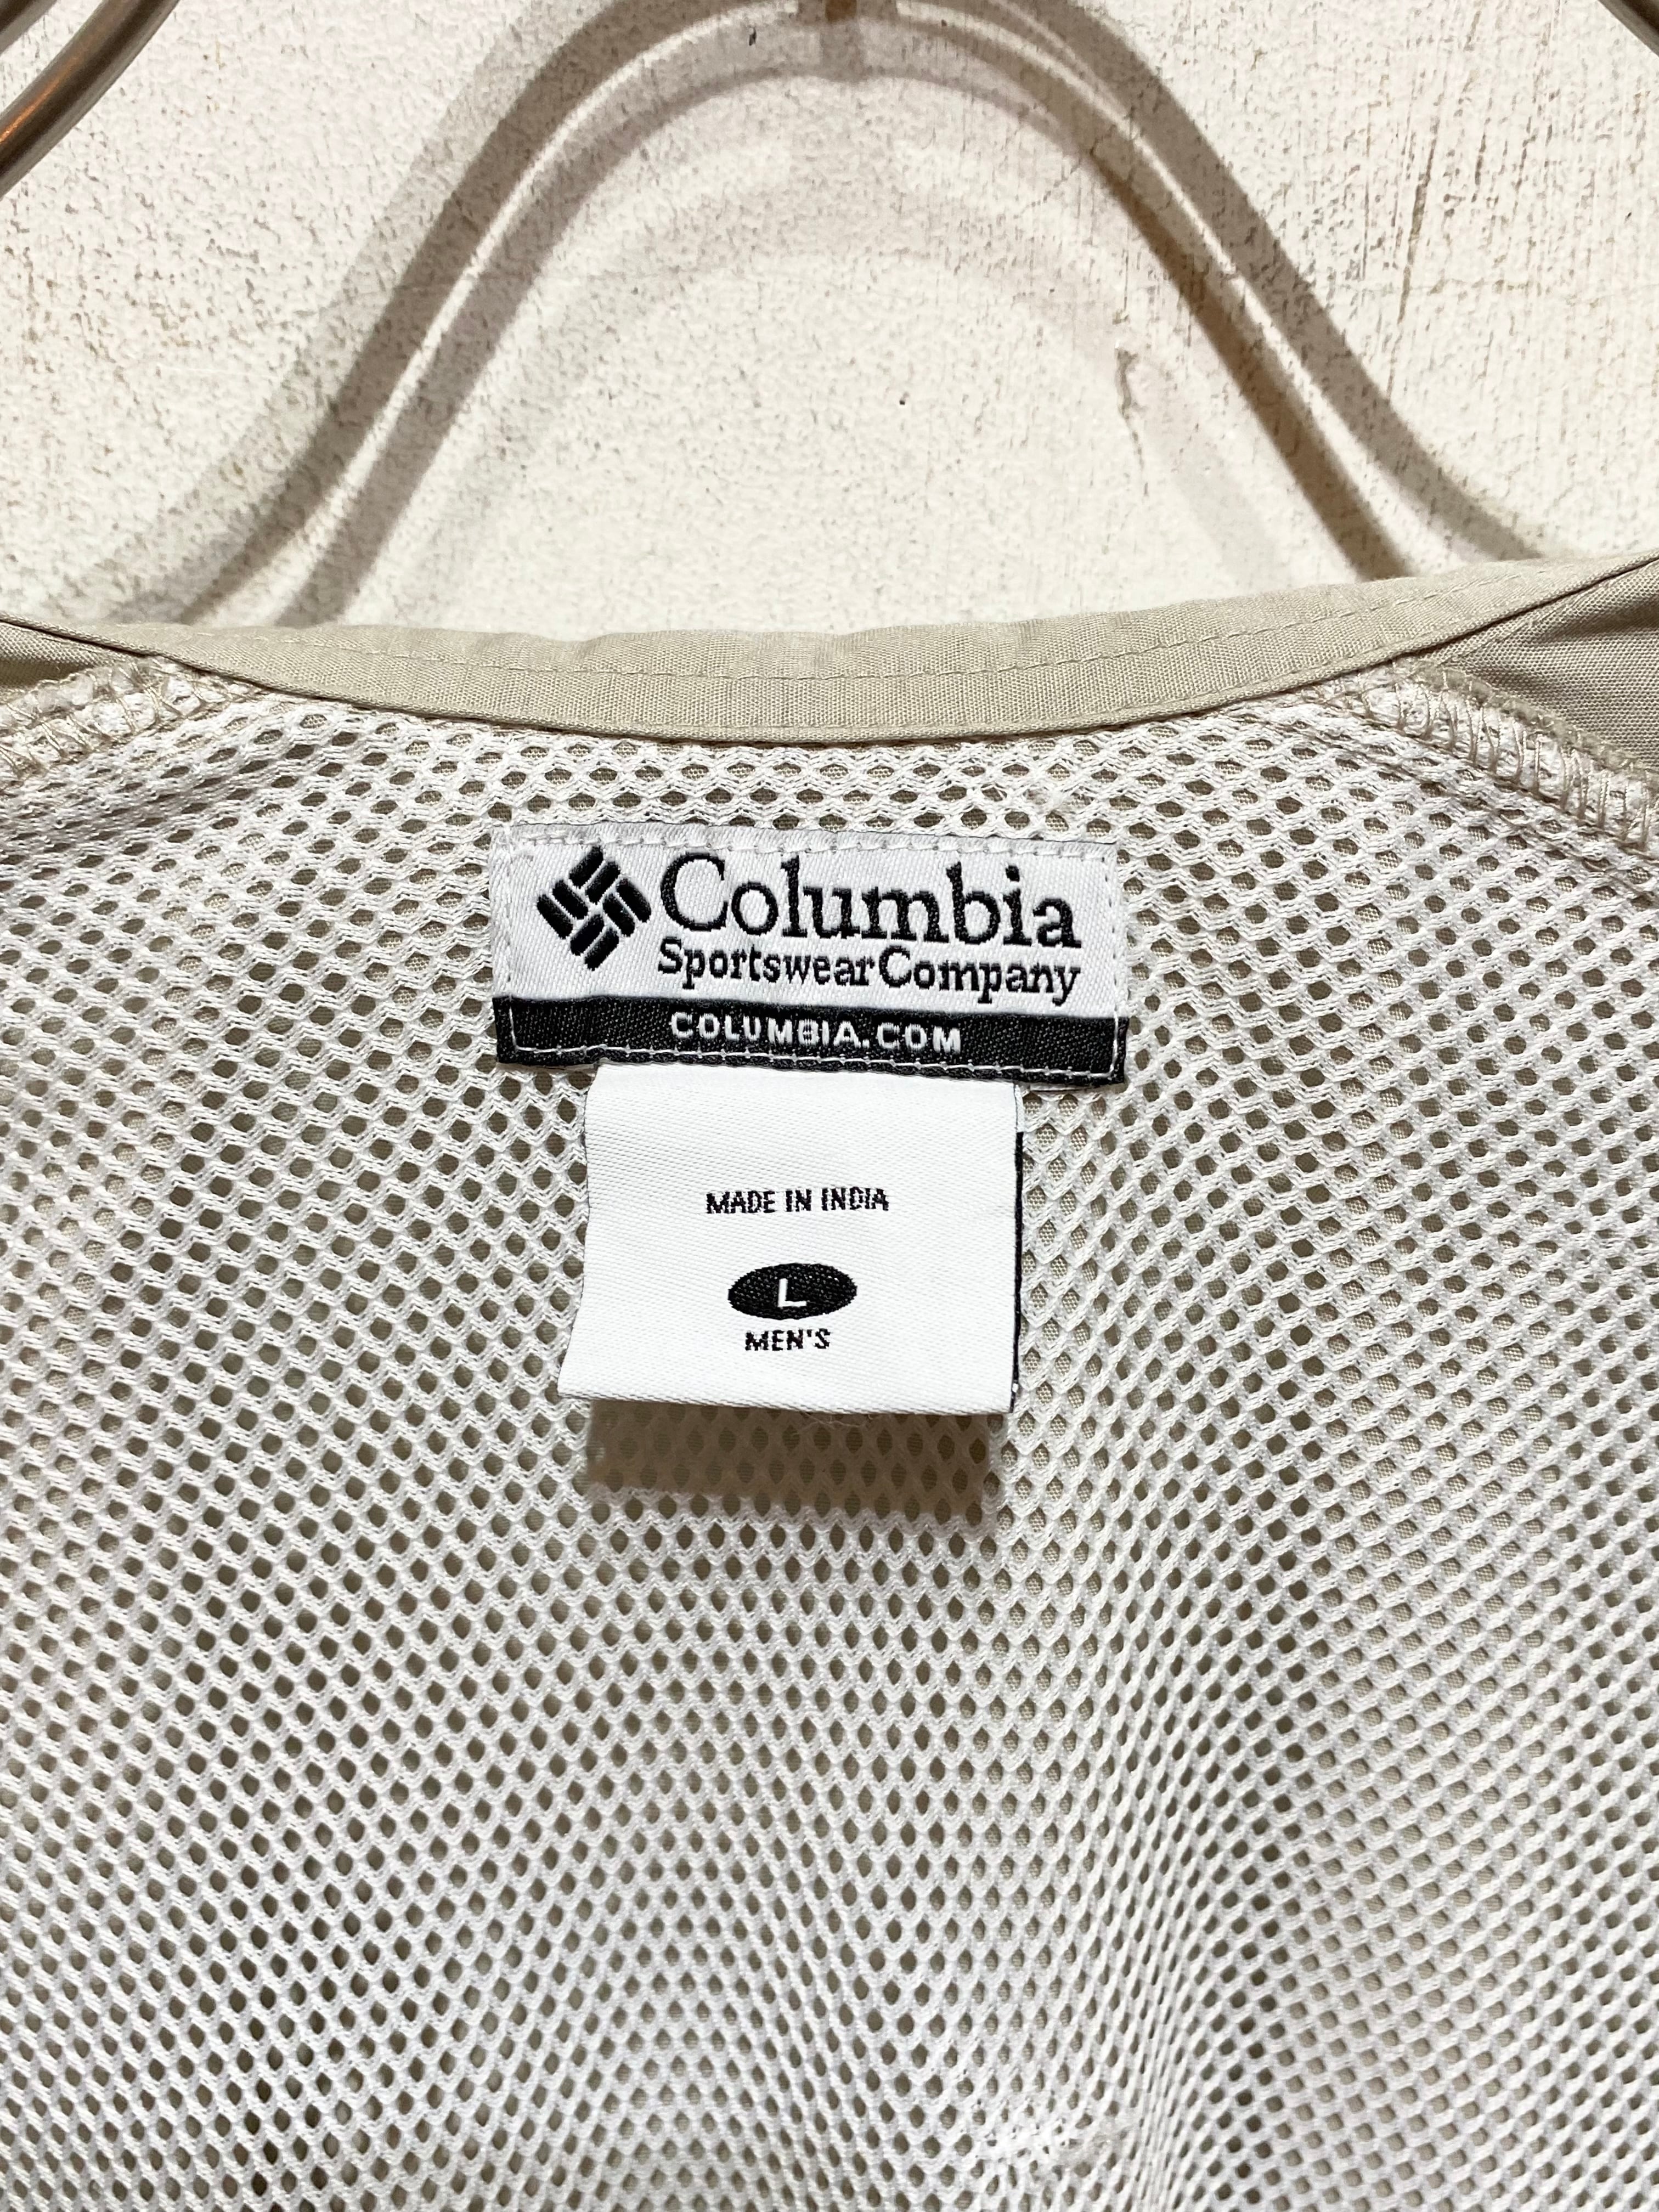 Columbia
Sportswear Company
COLUMBIA.COM
MADE IN INDIA
L
MEN'S